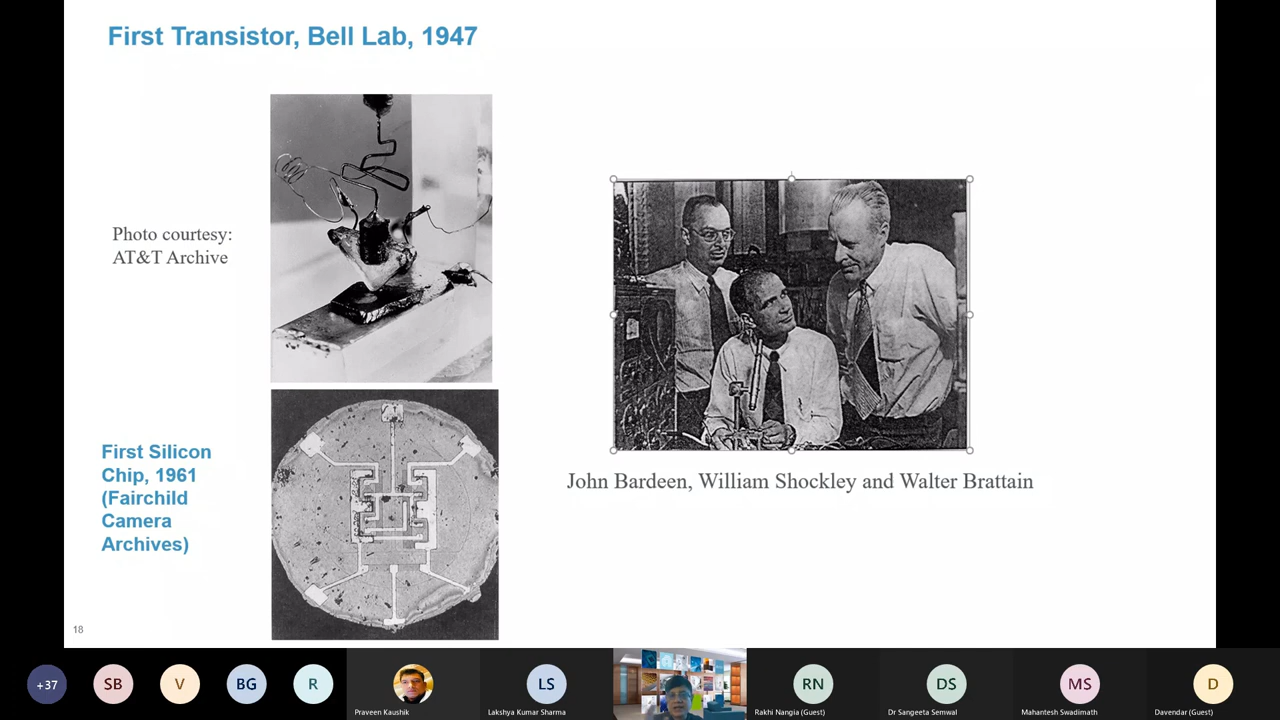 First Transistor, Bell Lab, 1947
Photo courtesy:
AT&T Archive
First Silicon
Chip, 1961
(Fairchild
Camera
Archives)
John Bardeen, William Shockley and Walter Brattain
18
+37
SB
V
BG
R
Praveen Kaushik
LS
Lakshya Kumar Sharma
RN
Rakhi Nangia (Guest)
DS
Dr Sangeeta Semwal
MS
Mahantesh Swadimath
D
Davendar (Guest)